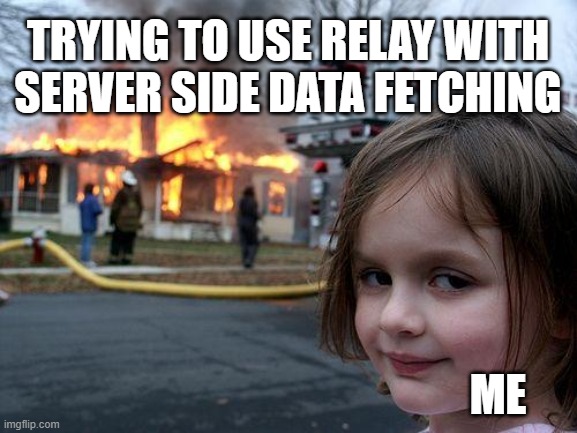 TRYING TO USE RELAY WITH
SERVER SIDE DATA FETCHING
ME
imgflip.com